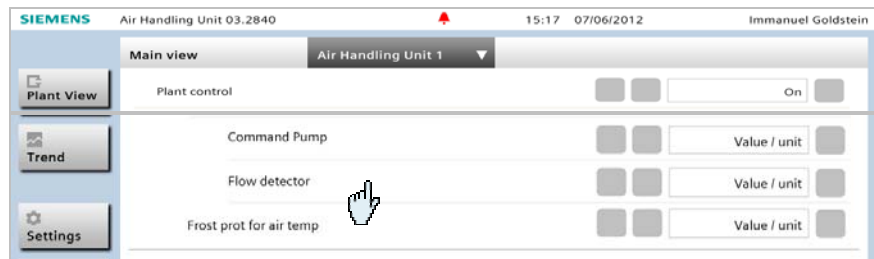 SIEMENS Air Handling Unit 03.2840 15:17 07/06/2012 Immanuel Goldstein
Main view Air Handling Unit 1
Plant View
Plant control On
Trend
Command Pump Value / unit
Flow detector Value / unit
Settings
Frost prot for air temp Value / unit